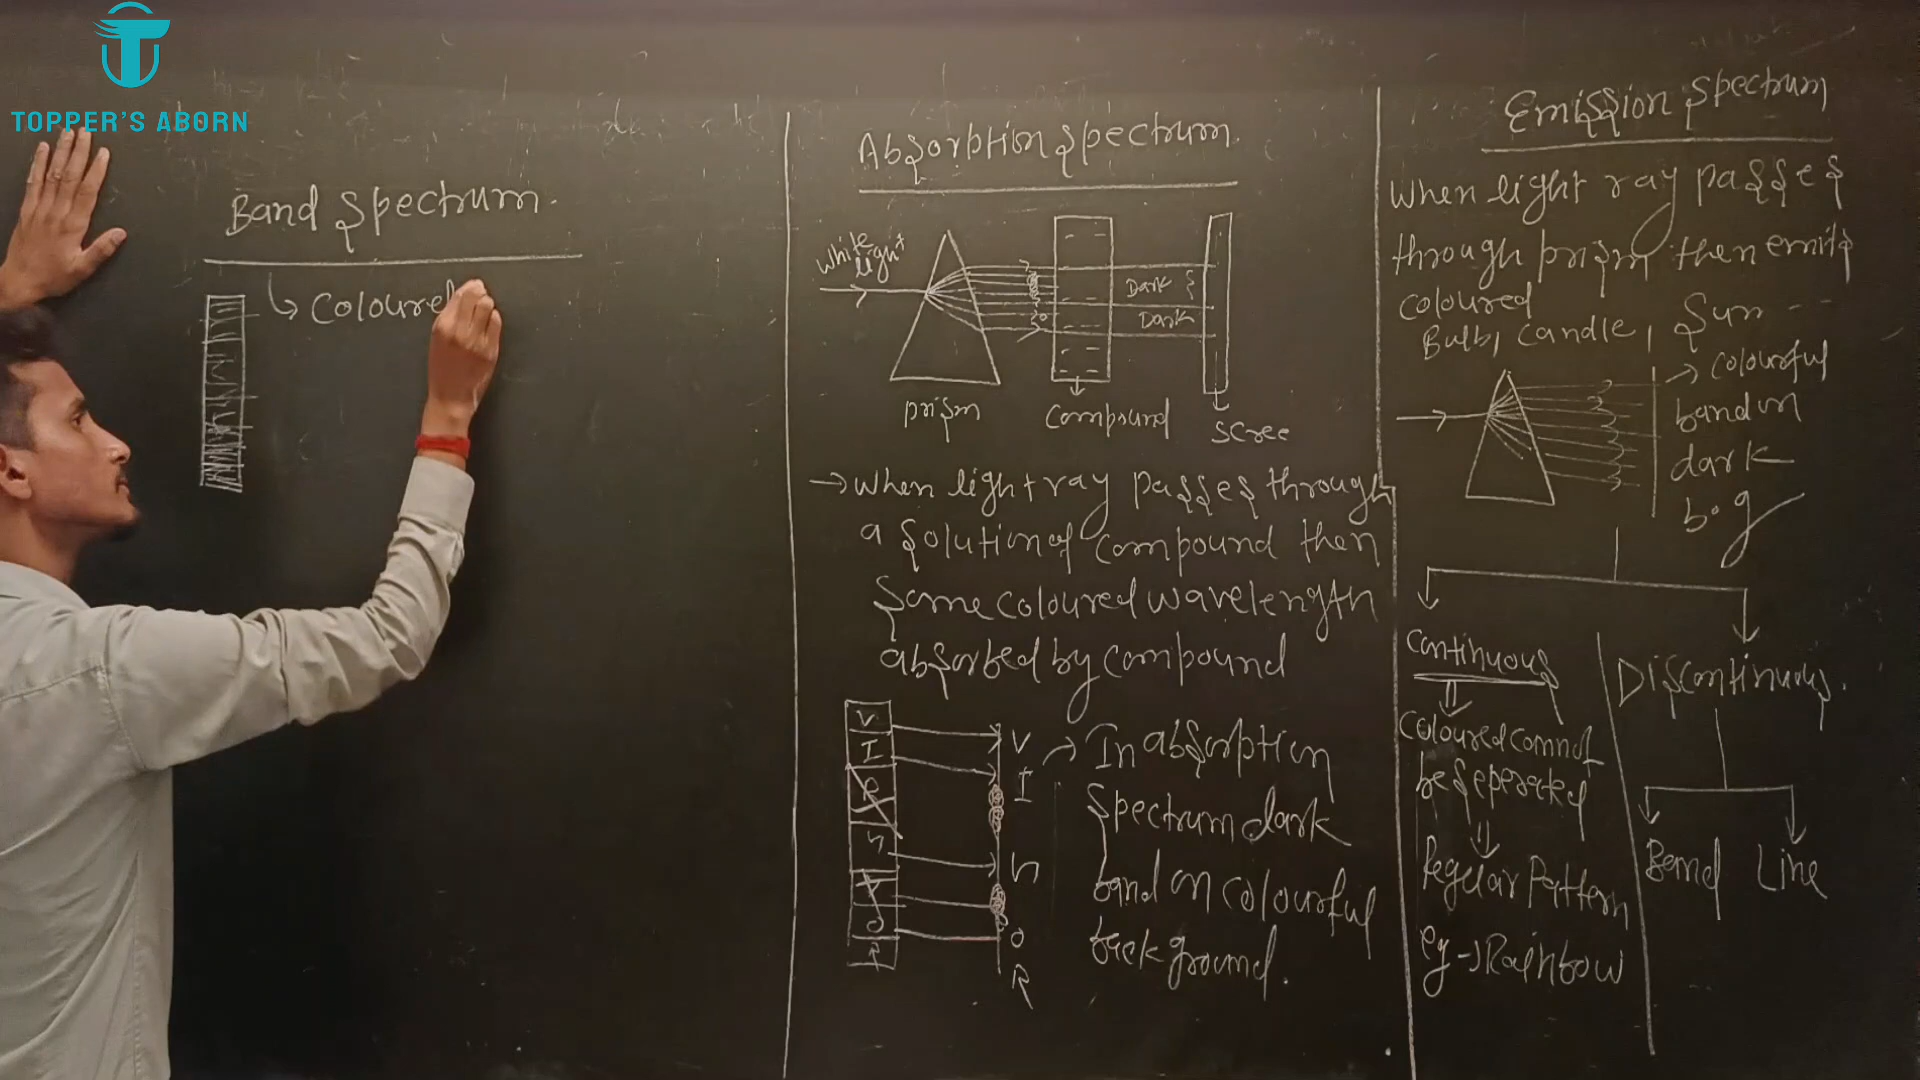 TOPPER'S ABORN
Band Spectrum.
↳ Coloured
Absorption Spectrum.
White
light
Dark
Dark
prism
Compound
Scree
→ When light ray passes through
a solution of compound then
some coloured wavelength
absorbed by compound
V
I
B
G
Y
O
R
V
I
G
O
R
→ In absorption
Spectrum dark
band on colourful
back ground.
Emission Spectrum
When light ray passes
through prism then emits
coloured
Bulb, Candle, Sun ---
→ colourful
band on
dark
b.g
Continuous
Coloured
be seperated
Regular Pattern
eg → Rainbow
Discontinuous.
Band Line